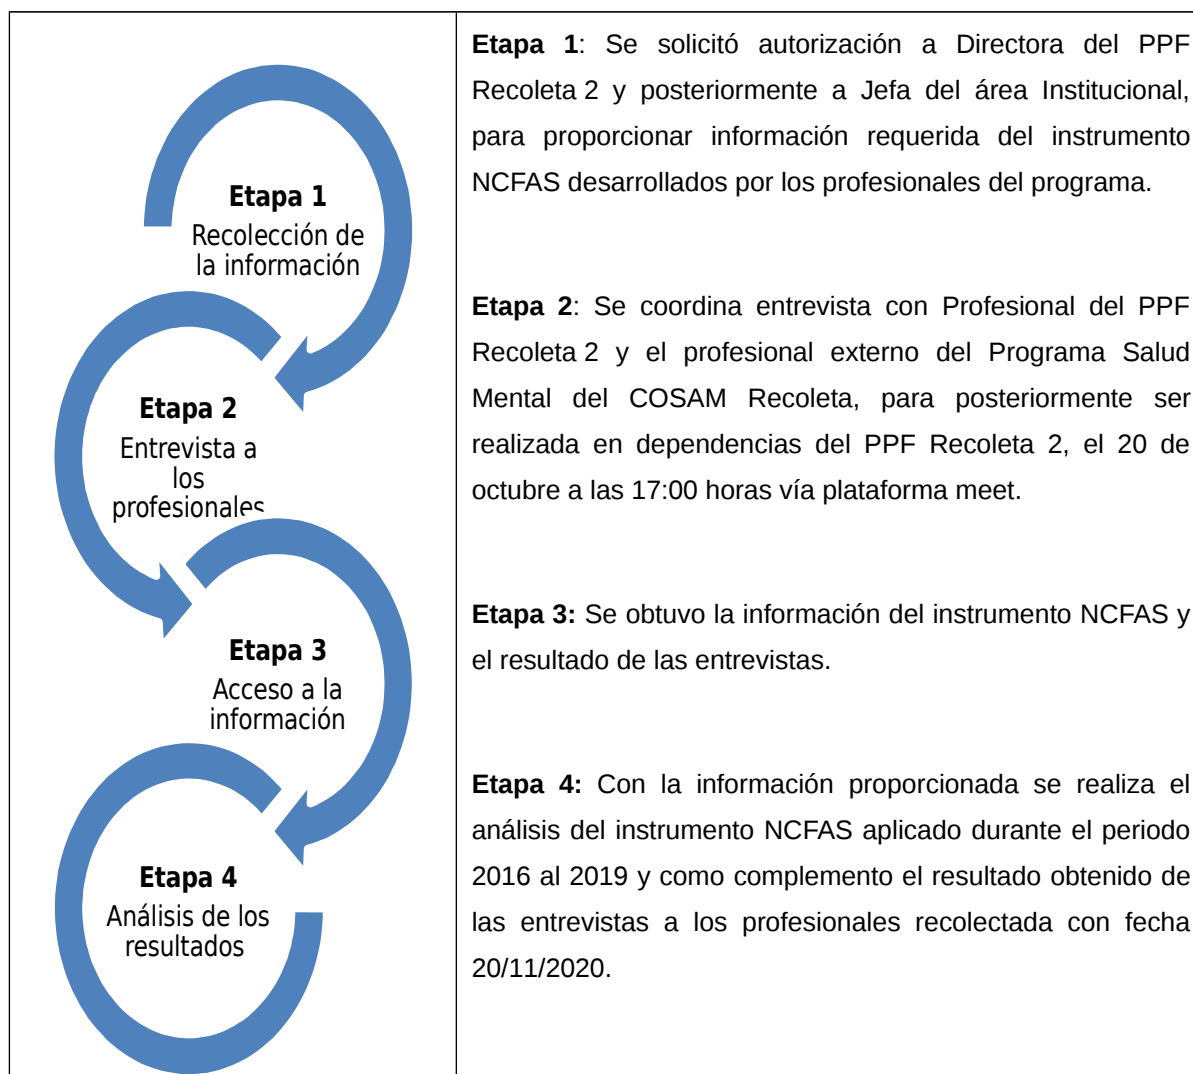 Etapa 1
Recolección de
la información
Etapa 2
Entrevista a
los
profesionales
Etapa 3
Acceso a la
información
Etapa 4
Análisis de los
resultados
Etapa 1: Se solicitó autorización a Directora del PPF
Recoleta 2 y posteriormente a Jefa del área Institucional,
para proporcionar información requerida del instrumento
NCFAS desarrollados por los profesionales del programa.
Etapa 2: Se coordina entrevista con Profesional del PPF
Recoleta 2 y el profesional externo del Programa Salud
Mental del COSAM Recoleta, para posteriormente ser
realizada en dependencias del PPF Recoleta 2, el 20 de
octubre a las 17:00 horas vía plataforma meet.
Etapa 3: Se obtuvo la información del instrumento NCFAS y
el resultado de las entrevistas.
Etapa 4: Con la información proporcionada se realiza el
análisis del instrumento NCFAS aplicado durante el periodo
2016 al 2019 y como complemento el resultado obtenido de
las entrevistas a los profesionales recolectada con fecha
20/11/2020.